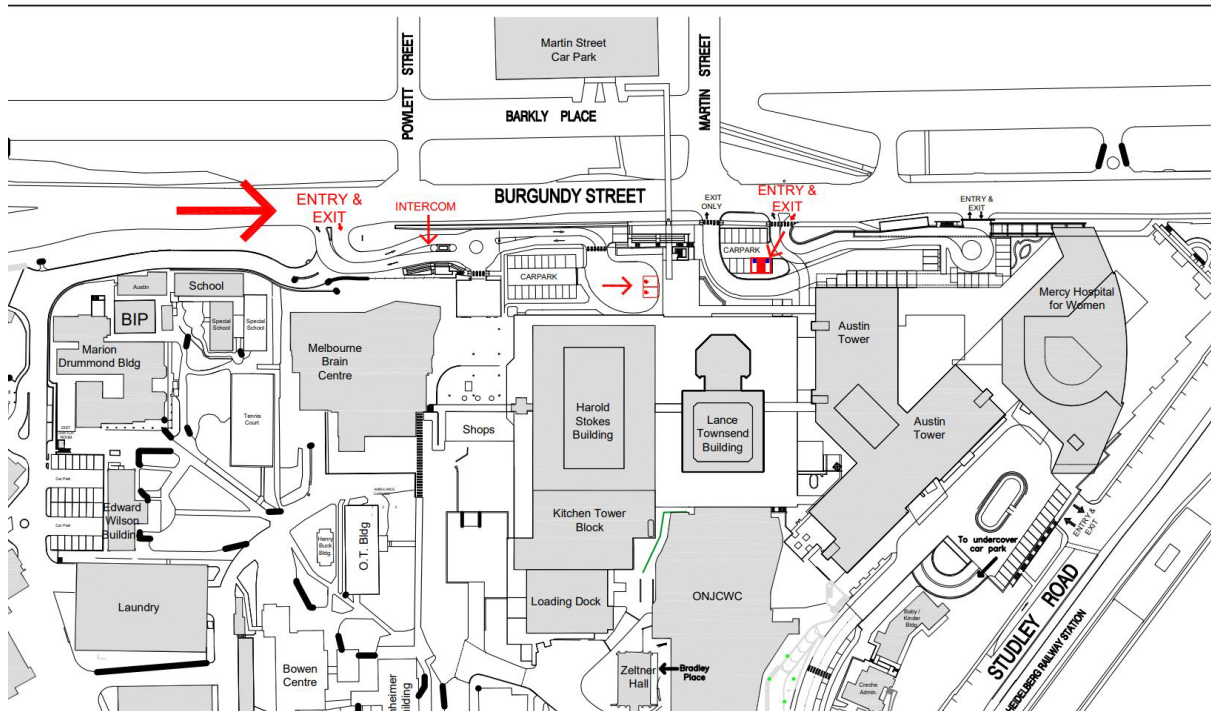 Martin Street
Car Park
POWLETT STREET
MARTIN STREET
BARKLY PLACE
BURGUNDY STREET
ENTRY &
EXIT
INTERCOM
EXIT
ONLY
ENTRY &
EXIT
ENTRY &
EXIT
CARPARK
CARPARK
Austin
School
BIP
Special
School
Special
School
Marion
Drummond Bldg
Melbourne
Brain
Centre
Mercy Hospital
for Women
Austin
Tower
Harold
Stokes
Building
Lance
Townsend
Building
Austin
Tower
Tennis
Court
Shops
Car Park
Edward
Wilson
Building
Car Park
Kitchen Tower
Block
Henry
Buck
Bldg.
O.T. Bldg
ENTRY &
EXIT
To undercover
car park
STUDLEY ROAD
HEIDELBERG RAILWAY STATION
Laundry
Loading Dock
ONJCWC
Baby /
Kinder Bldg.
Bowen
Centre
Zeltner
Hall
Bradley
Place
Creche
Admin.